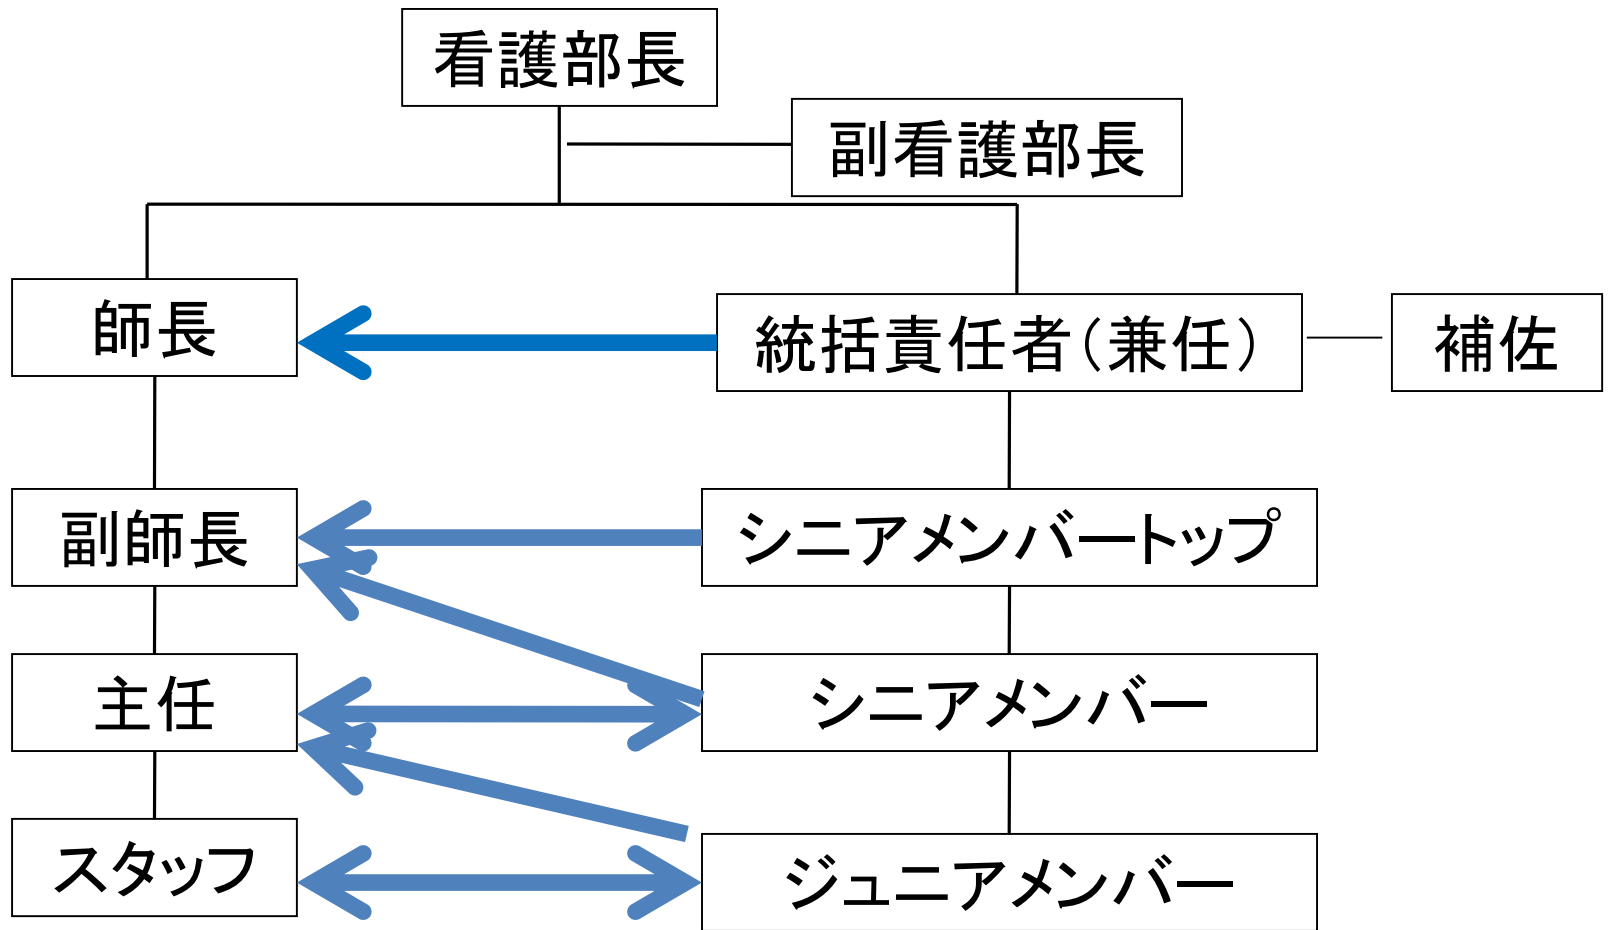 看護部長
副看護部長
師長
統括責任者（兼任）
補佐
副師長
シニアメンバートップ
主任
シニアメンバー
スタッフ
ジュニアメンバー